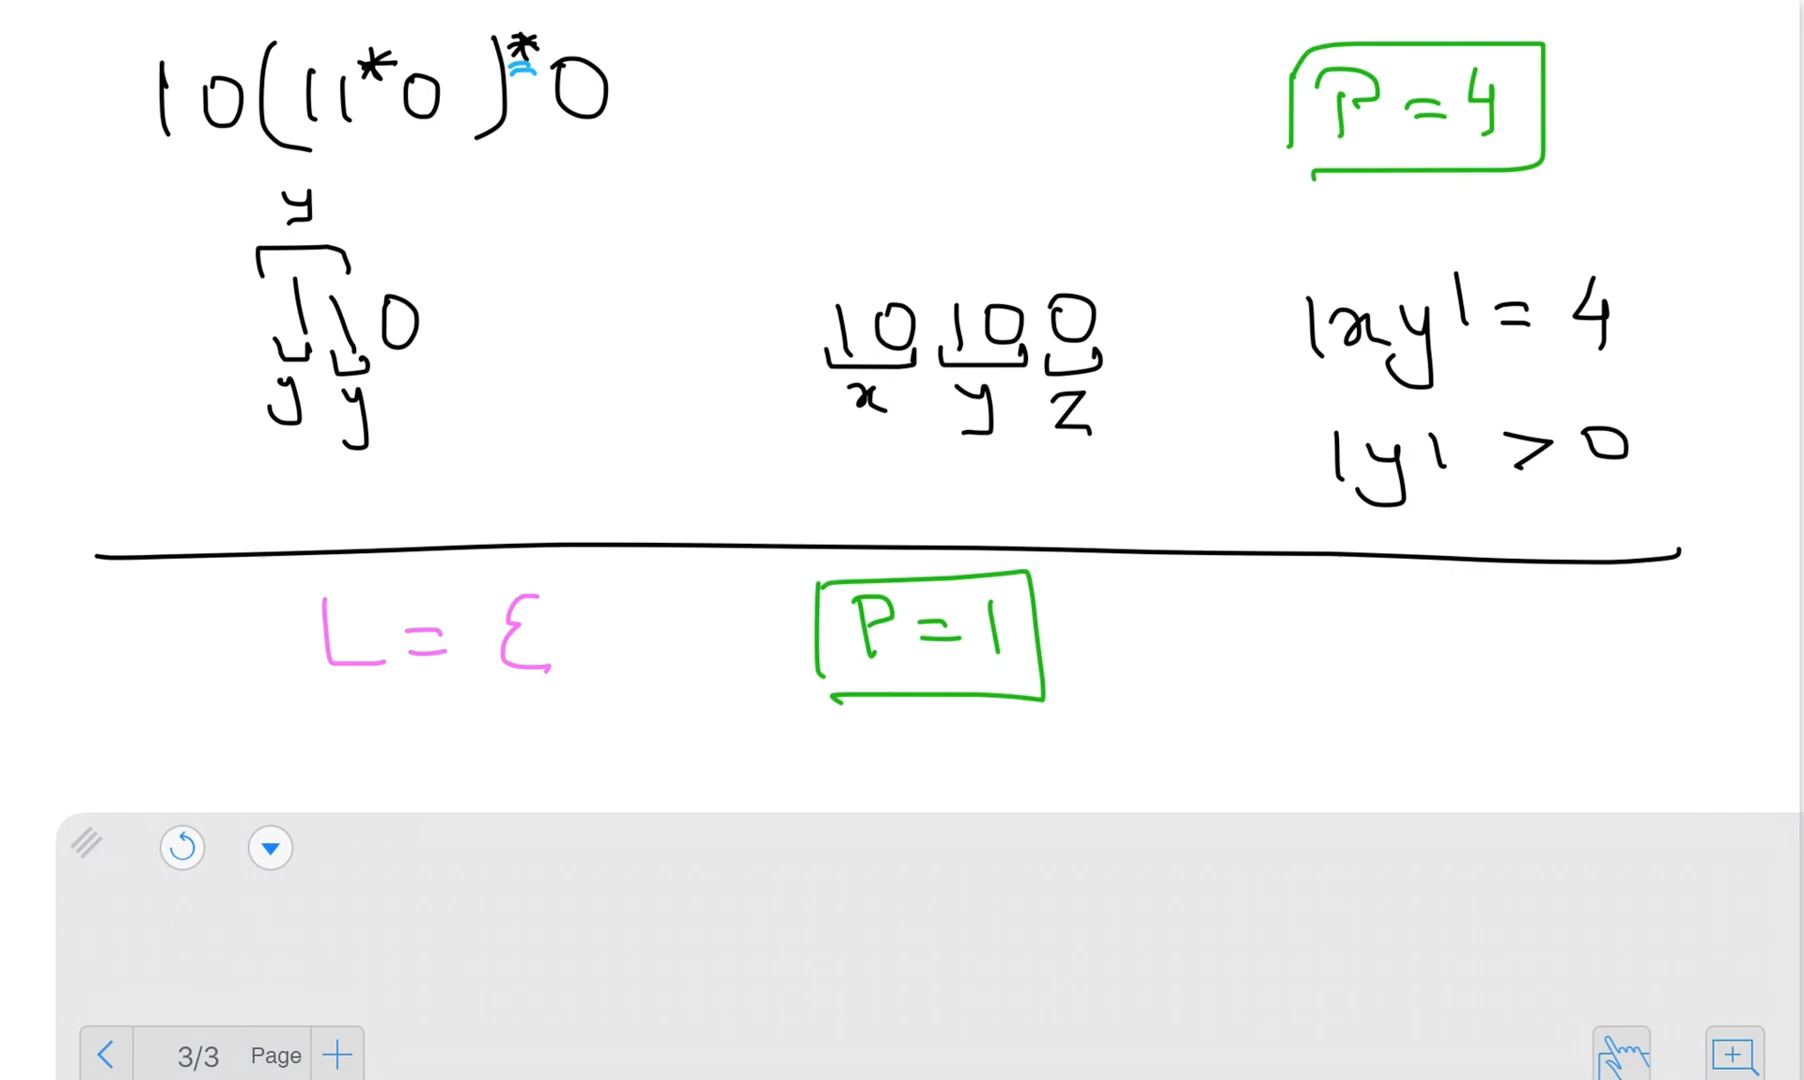 10(11*0)*0
P = 4
y
110
y y
10 10 0
x y z
|xy| = 4
|y| > 0
L = ε
P = 1
3/3 Page